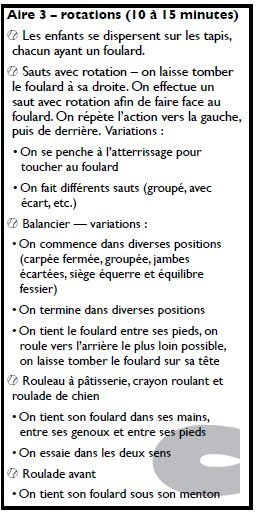 Aire 3 – rotations (10 à 15 minutes)
Les enfants se dispersent sur les tapis,
chacun ayant un foulard.
Sauts avec rotation – on laisse tomber
le foulard à sa droite. On effectue un
saut avec rotation afin de faire face au
foulard. On répète l'action vers la gauche,
puis de derrière. Variations :
• On se penche à l'atterrissage pour
toucher au foulard
• On fait différents sauts (groupé, avec
écart, etc.)
Balancier — variations :
• On commence dans diverses positions
(carpée fermée, groupée, jambes
écartées, siège équerre et équilibre
fessier)
• On termine dans diverses positions
• On tient le foulard entre ses pieds, on
roule vers l'arrière le plus loin possible,
on laisse tomber le foulard sur sa tête
Rouleau à pâtisserie, crayon roulant et
roulade de chien
• On tient son foulard dans ses mains,
entre ses genoux et entre ses pieds
• On essaie dans les deux sens
Roulade avant
• On tient son foulard sous son menton